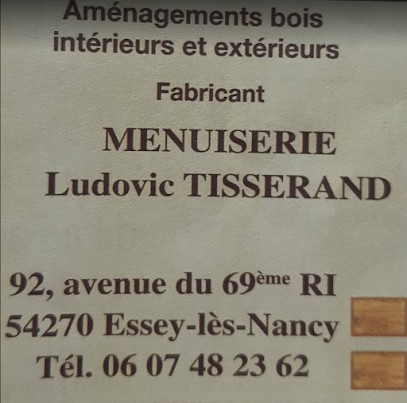 Aménagements bois
intérieurs et extérieurs
Fabricant
MENUISERIE
Ludovic TISSERAND
92, avenue du 69ème RI
54270 Essey-lès-Nancy
Tél. 06 07 48 23 62